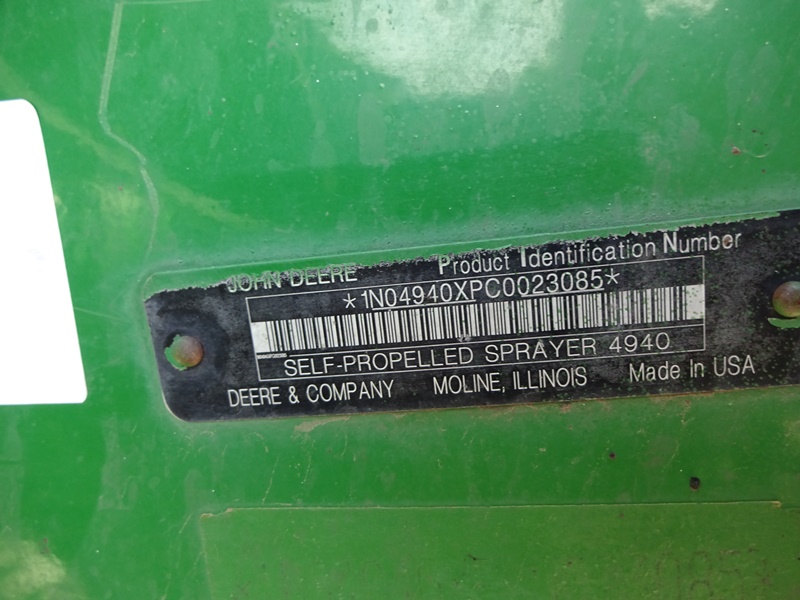 JOHN DEERE Product Identification Number
*1N04940XPC0023085*
SELF-PROPELLED SPRAYER 4940
DEERE & COMPANY MOLINE, ILLINOIS Made in USA